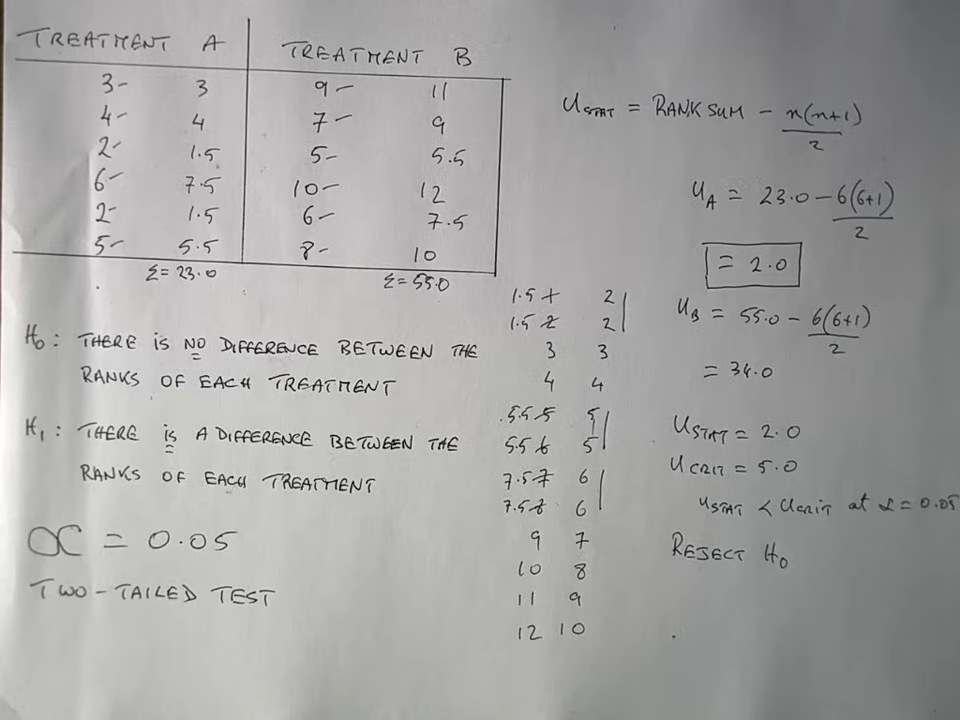 TREATMENT A TREATMENT B
3- 3 9- 11
4- 4 7- 9
2- 1.5 5- 5.5
6- 7.5 10- 12
2- 1.5 6- 7.5
5- 5.5 8- 10
Σ=23.0 Σ=55.0
H0: THERE IS NO DIFFERENCE BETWEEN THE
RANKS OF EACH TREATMENT
H1: THERE is A DIFFERENCE BETWEEN THE
RANKS OF EACH TREATMENT
α = 0.05
TWO-TAILED TEST
1.5 1 2
1.5 2 2
3 3
4 4
5.5 5 5
5.5 6 5
7.5 7 6
7.5 8 6
9 7
10 8
11 9
12 10
USTAT = RANK SUM - n(n+1)
2
UA = 23.0 - 6(6+1)
2
= 2.0
UB = 55.0 - 6(6+1)
2
= 34.0
USTAT = 2.0
UCRIT = 5.0
USTAT < UCRIT at α = 0.05
REJECT H0